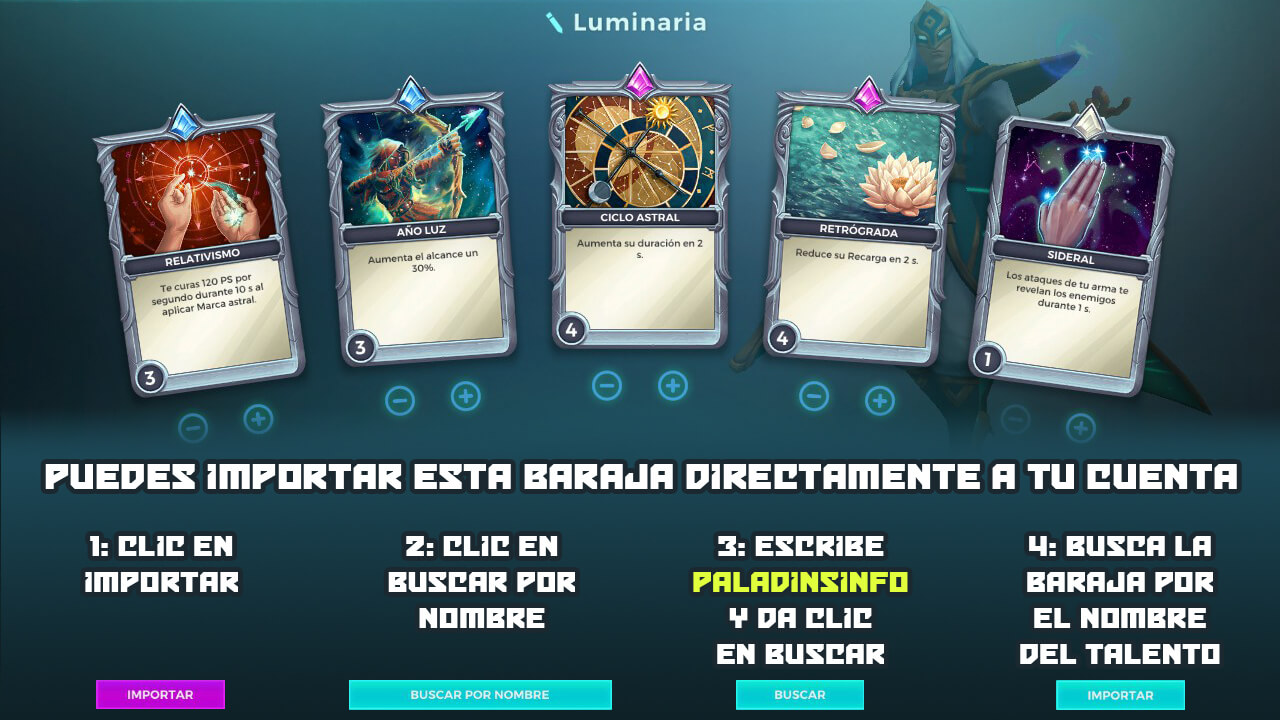 Luminaria
RELATIVISMO
Te curas 120 PS por
segundo durante 10 s al
aplicar Marca astral.
3
AÑO LUZ
Aumenta el alcance un
30%.
3
CICLO ASTRAL
Aumenta su duración en 2
s.
4
RETRÓGRADA
Reduce su Recarga en 2 s.
4
SIDERAL
Los ataques de tu arma te
revelan los enemigos
durante 1 s.
1
PUEDES IMPORTAR ESTA BARAJA DIRECTAMENTE A TU CUENTA
1: CLIC EN
IMPORTAR
IMPORTAR
2: CLIC EN
BUSCAR POR
NOMBRE
BUSCAR POR NOMBRE
3: ESCRIBE
PALADINSINFO
Y DA CLIC
EN BUSCAR
BUSCAR
4: BUSCA LA
BARAJA POR
EL NOMBRE
DEL TALENTO
IMPORTAR